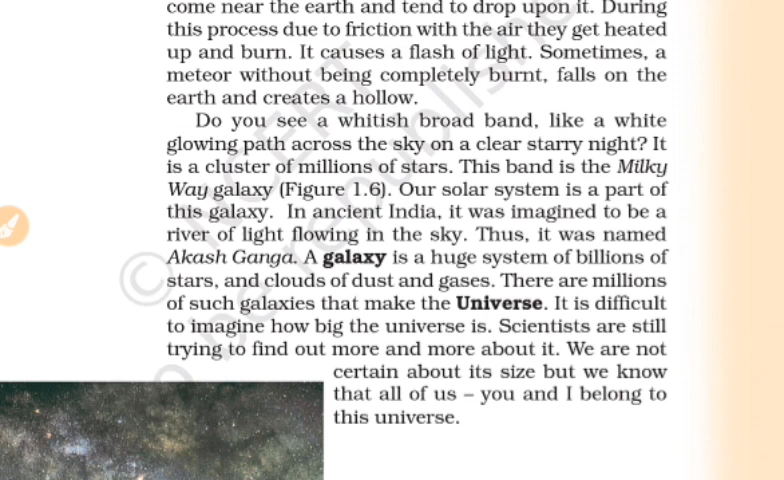 come near the earth and tend to drop upon it. During
this process due to friction with the air they get heated
up and burn. It causes a flash of light. Sometimes, a
meteor without being completely burnt, falls on the
earth and creates a hollow.
Do you see a whitish broad band, like a white
glowing path across the sky on a clear starry night? It
is a cluster of millions of stars. This band is the Milky
Way galaxy (Figure 1.6). Our solar system is a part of
this galaxy. In ancient India, it was imagined to be a
river of light flowing in the sky. Thus, it was named
Akash Ganga. A galaxy is a huge system of billions of
stars, and clouds of dust and gases. There are millions
of such galaxies that make the Universe. It is difficult
to imagine how big the universe is. Scientists are still
trying to find out more and more about it. We are not
certain about its size but we know
that all of us – you and I belong to
this universe.
© NCERT
be republished